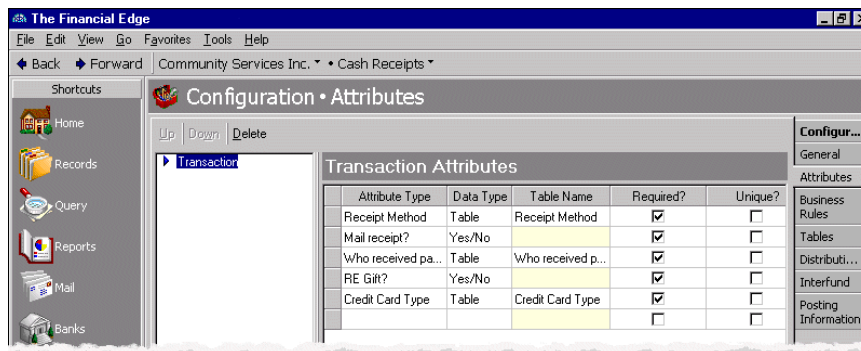 The Financial Edge
File Edit View Go Favorites Tools Help
Back Forward Community Services Inc. • Cash Receipts
Shortcuts
Home
Records
Query
Reports
Mail
Banks
Configuration • Attributes
Up Down Delete
Transaction
Transaction Attributes
Attribute Type Data Type Table Name Required? Unique?
Receipt Method Table Receipt Method
Mail receipt? Yes/No
Who received pa... Table Who received p...
RE Gift? Yes/No
Credit Card Type Table Credit Card Type
Configur...
General
Attributes
Business
Rules
Tables
Distributi...
Interfund
Posting
Information